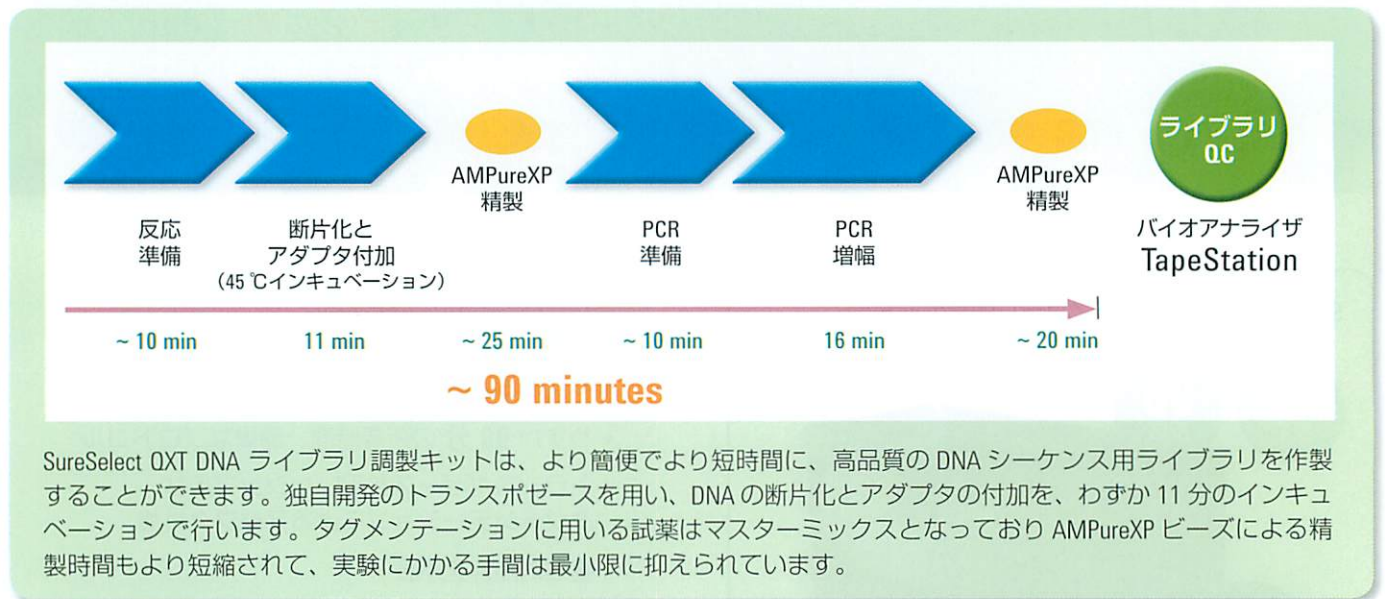 ライブラリ
QC
AMPureXP
精製
AMPureXP
精製
反応
準備
断片化と
アダプタ付加
(45 ℃インキュベーション)
PCR
準備
PCR
増幅
バイオアナライザ
TapeStation
~ 10 min
11 min
~ 25 min
~ 10 min
16 min
~ 20 min
~ 90 minutes
SureSelect QXT DNA ライブラリ調製キットは、より簡便でより短時間に、高品質の DNA シーケンス用ライブラリを作製
することができます。独自開発のトランスポゼースを用い、DNA の断片化とアダプタの付加を、わずか 11 分のインキュ
ベーションで行います。タグメンテーションに用いる試薬はマスターミックスとなっており AMPureXP ビーズによる精
製時間もより短縮されて、実験にかかる手間は最小限に抑えられています。